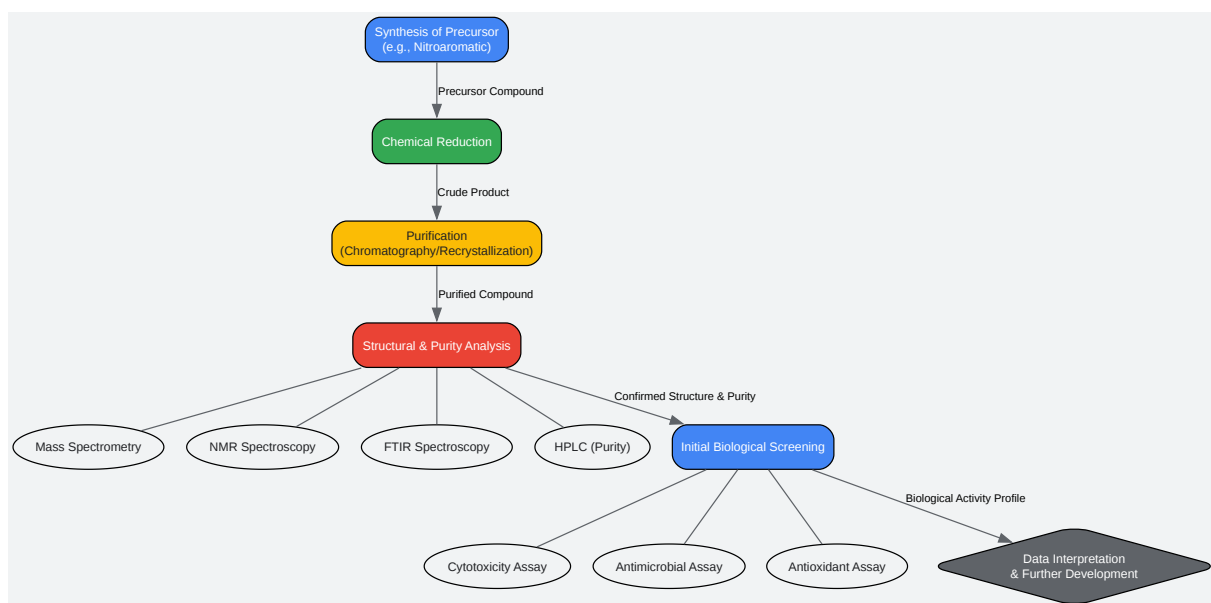 Synthesis of Precursor
(e.g., Nitroaromatic)
Precursor Compound
Chemical Reduction
Crude Product
Purification
(Chromatography/Recrystallization)
Purified Compound
Structural & Purity Analysis
Confirmed Structure & Purity
Mass Spectrometry
NMR Spectroscopy
FTIR Spectroscopy
HPLC (Purity)
Initial Biological Screening
Biological Activity Profile
Cytotoxicity Assay
Antimicrobial Assay
Antioxidant Assay
Data Interpretation
& Further Development